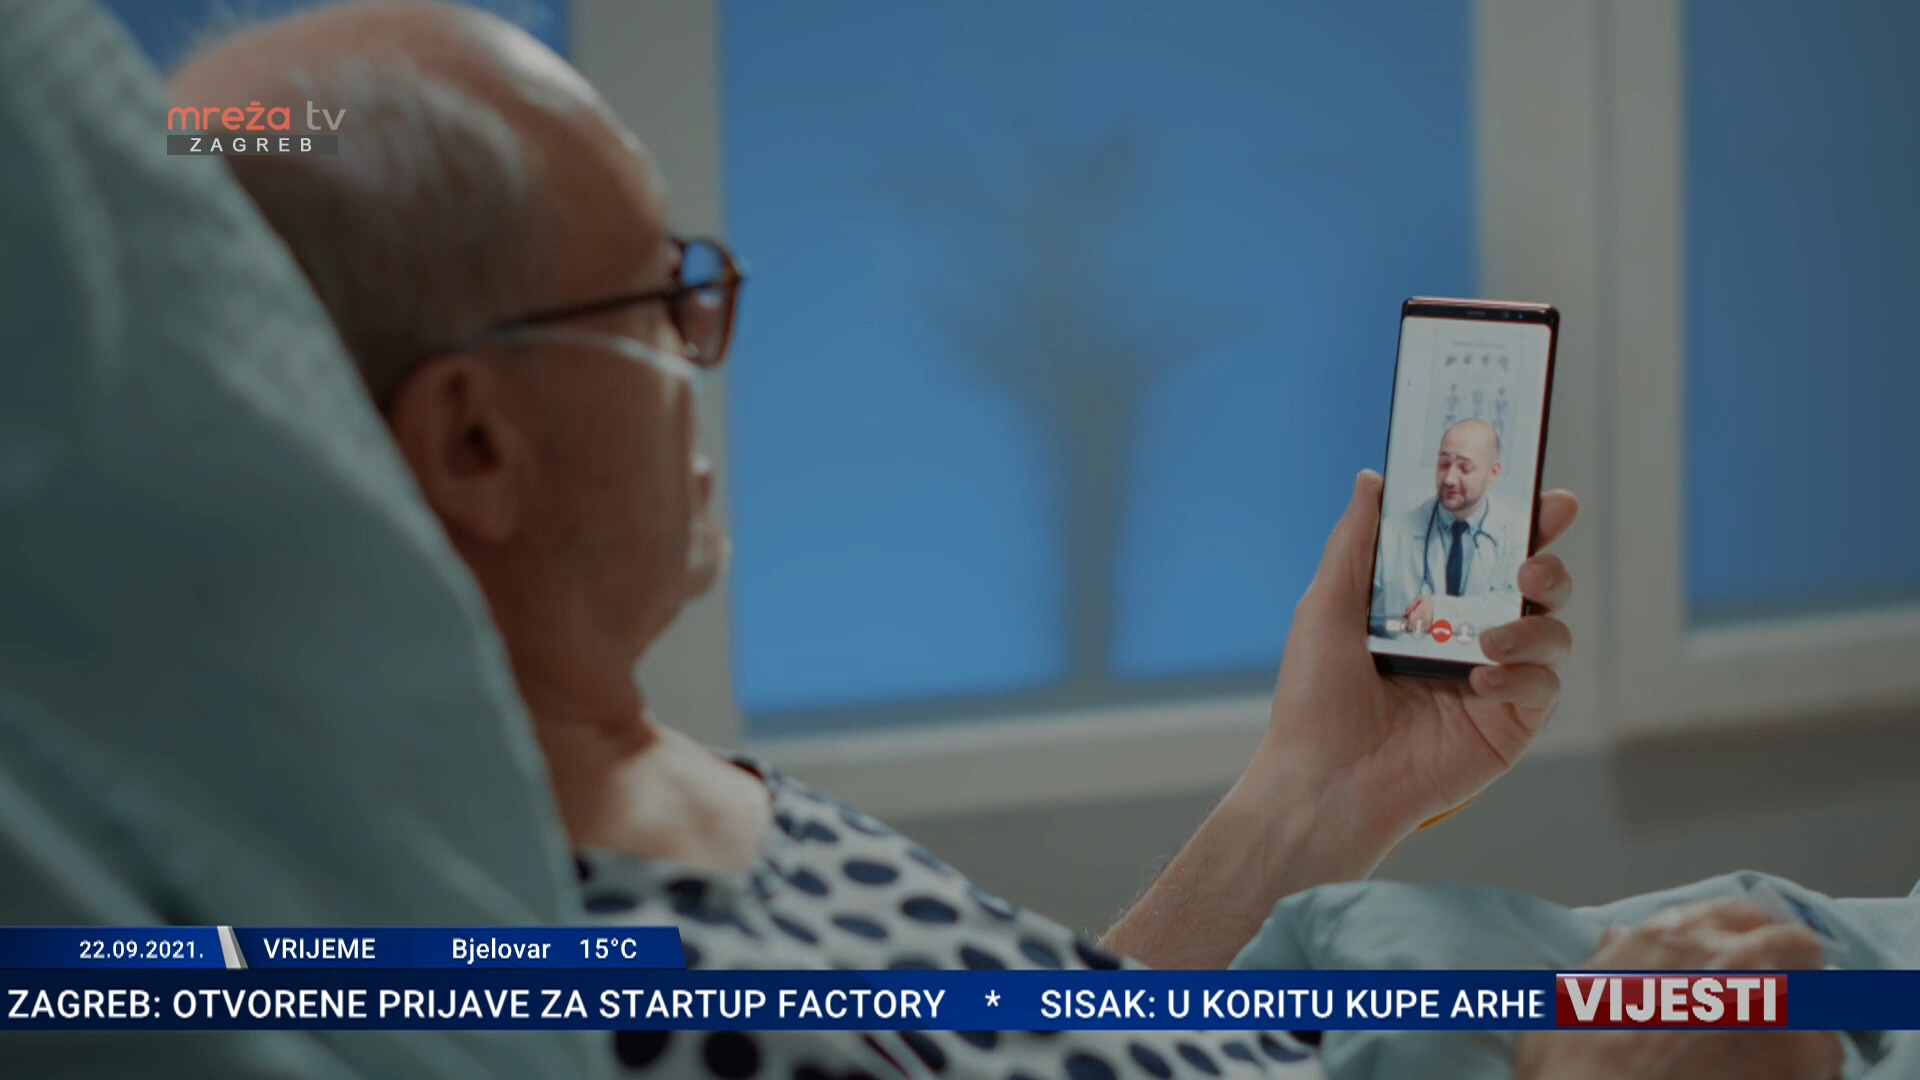 mreža tv
ZAGREB
22.09.2021. VRIJEME Bjelovar 15°C
ZAGREB: OTVORENE PRIJAVE ZA STARTUP FACTORY * SISAK: U KORITU KUPE ARHE
VIJESTI